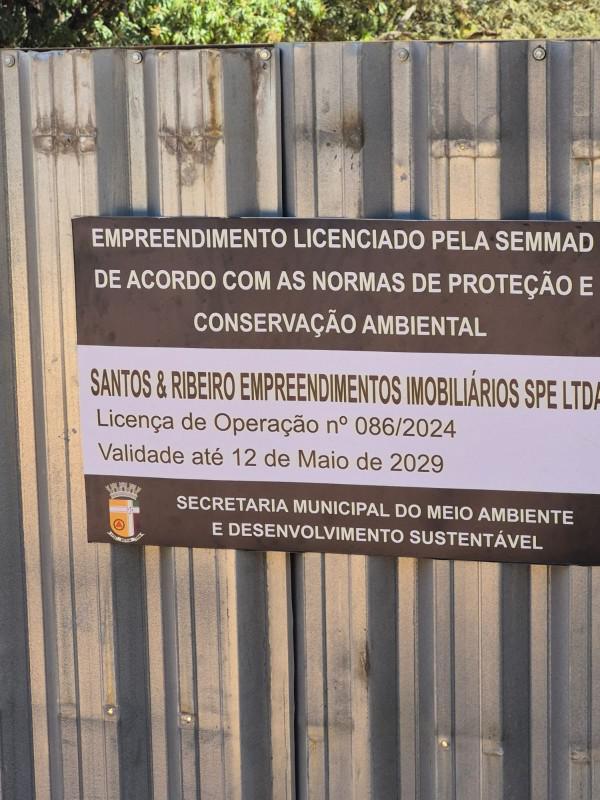 EMPREENDIMENTO LICENCIADO PELA SEMMAD
DE ACORDO COM AS NORMAS DE PROTEÇÃO E
CONSERVAÇÃO AMBIENTAL
SANTOS & RIBEIRO EMPREENDIMENTOS IMOBILIÁRIOS SPE LTDA
Licença de Operação nº 086/2024
Validade até 12 de Maio de 2029
SECRETARIA MUNICIPAL DO MEIO AMBIENTE
E DESENVOLVIMENTO SUSTENTÁVEL